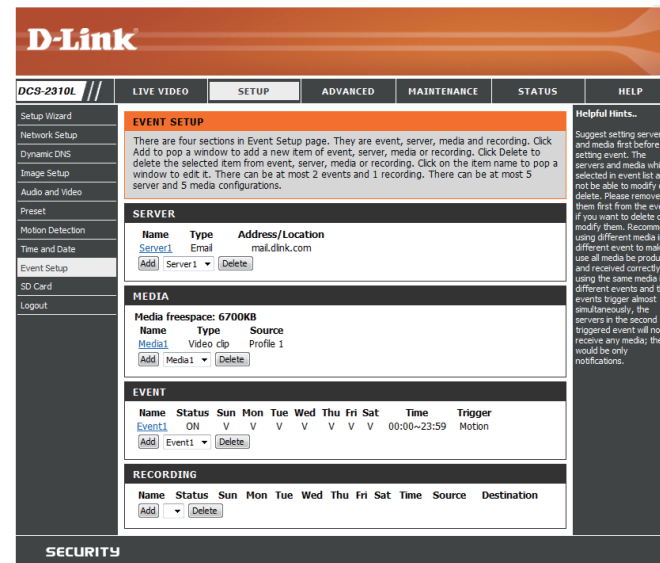 D-Link
DCS-2310L // LIVE VIDEO SETUP ADVANCED MAINTENANCE STATUS HELP
Setup Wizard
Network Setup
Dynamic DNS
Image Setup
Audio and Video
Preset
Motion Detection
Time and Date
Event Setup
SD Card
Logout
EVENT SETUP
There are four sections in Event Setup page. They are event, server, media and recording. Click
Add to pop a window to add a new item of event, server, media or recording. Click Delete to
delete the selected item from event, server, media or recording. Click on the item name to pop a
window to edit it. There can be at most 2 events and 1 recording. There can be at most 5
server and 5 media configurations.
SERVER
Name Type Address/Location
Server1 Email mail.dlink.com
Add Server1 Delete
MEDIA
Media freespace: 6700KB
Name Type Source
Media1 Video clip Profile 1
Add Media1 Delete
EVENT
Name Status Sun Mon Tue Wed Thu Fri Sat Time Trigger
Event1 ON V V V V V V V 00:00~23:59 Motion
Add Event1 Delete
RECORDING
Name Status Sun Mon Tue Wed Thu Fri Sat Time Source Destination
Add Delete
Helpful Hints..
Suggest setting server
and media first before
setting event. The
servers and media
selected in event list
not be able to modify
delete. Please remove
them first from the
if you want to delete
modify them.
using different media
different event to
use all media be
and received correctly
using the same media
different events and
events trigger almost
simultaneously, the
servers in the second
triggered event will
receive any media;
would be only
notifications.
SECURITY